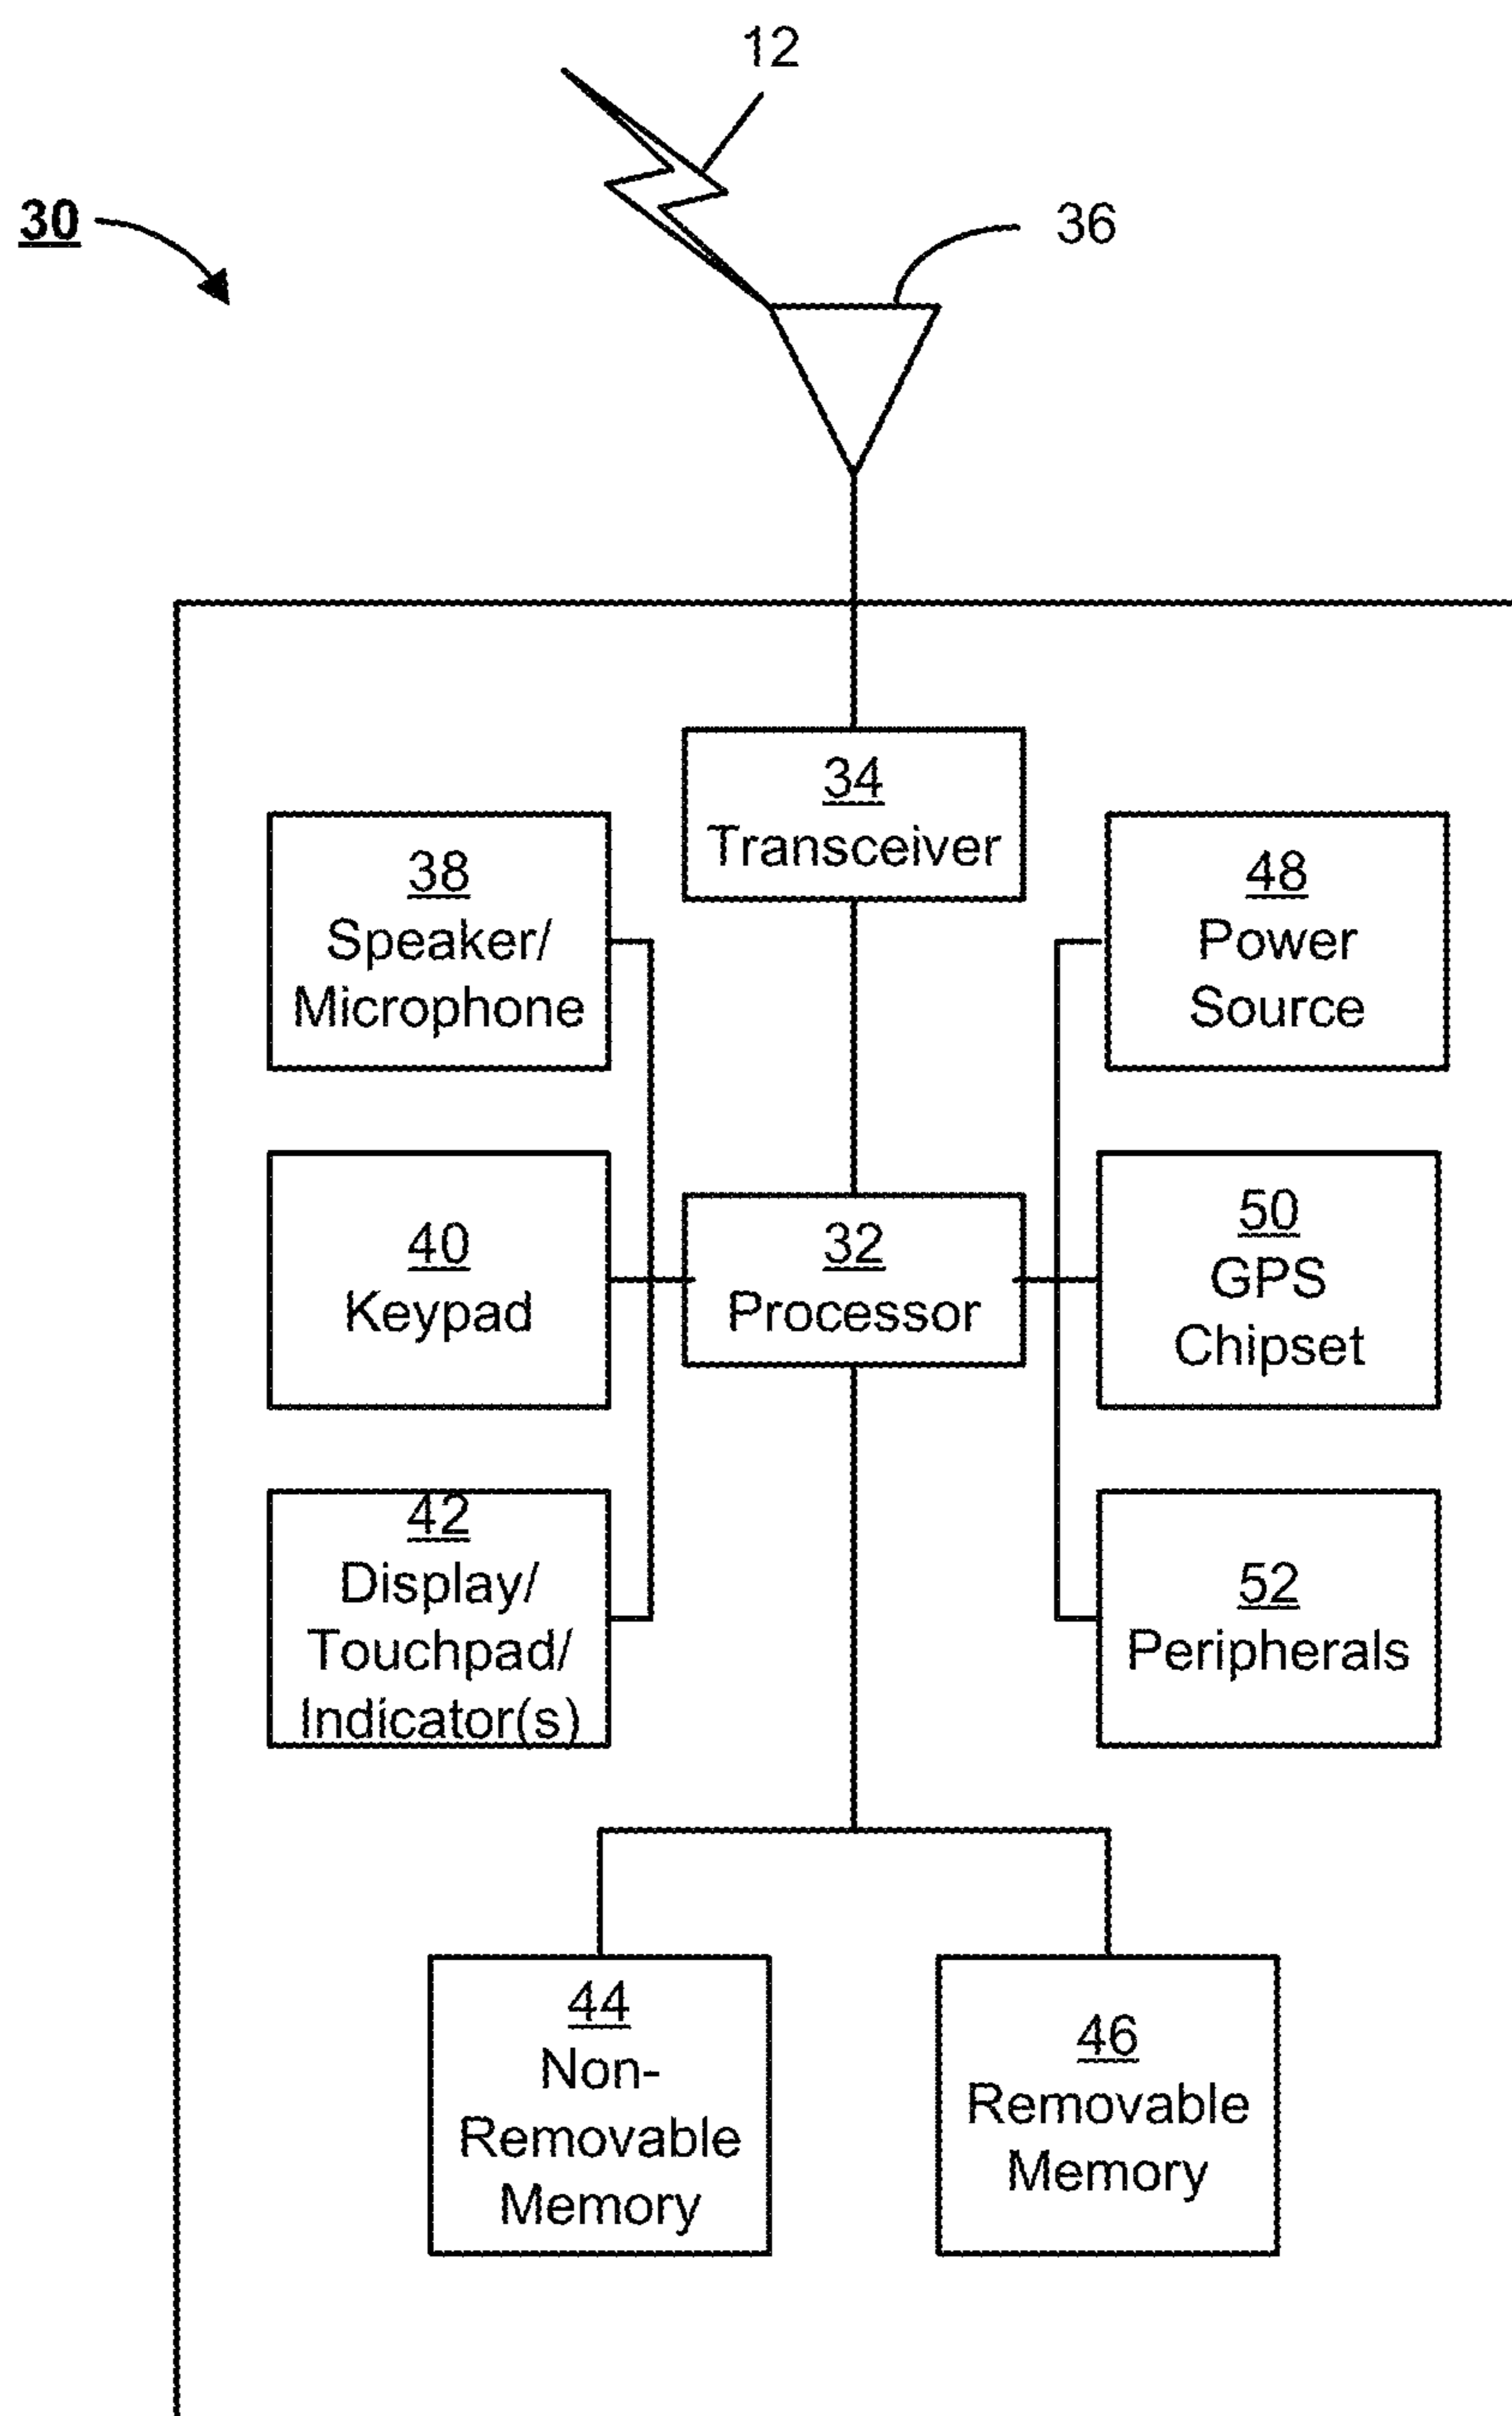 12
30
36
34
Transceiver
38
Speaker/
Microphone
48
Power
Source
40
Keypad
32
Processor
50
GPS
Chipset
42
Display/
Touchpad/
Indicator(s)
52
Peripherals
44
Non-
Removable
Memory
46
Removable
Memory